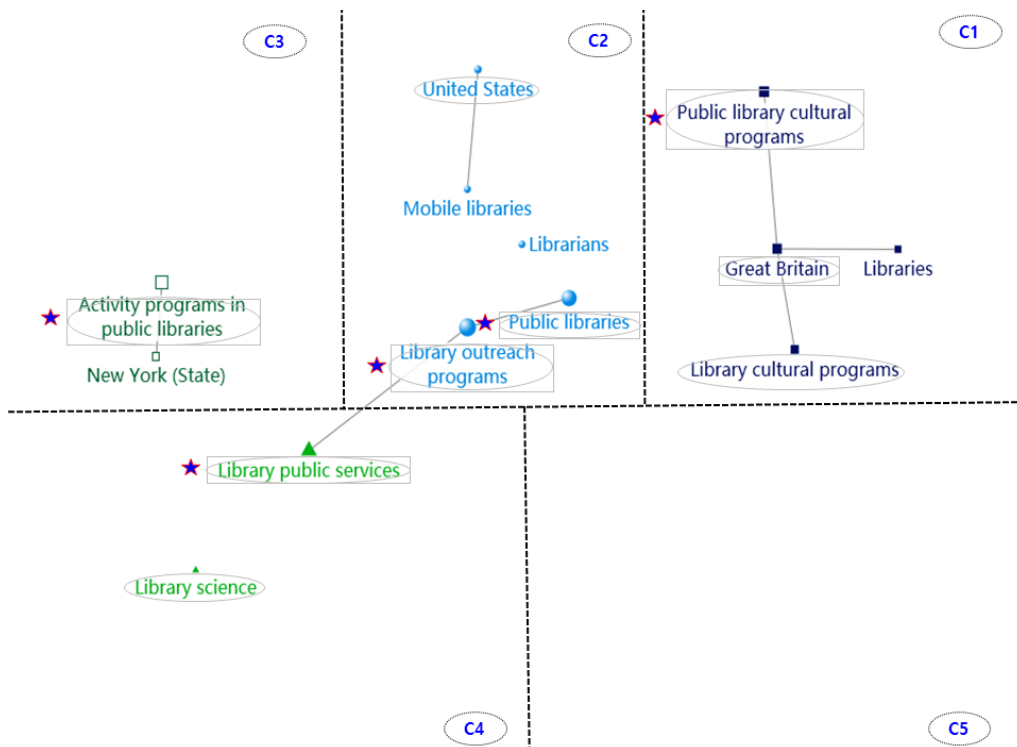 C3
C2
C1
United States
Public library cultural
programs
Mobile libraries
Librarians
Great Britain
Libraries
Activity programs in
public libraries
Public libraries
Library outreach
programs
New York (State)
Library cultural programs
Library public services
Library science
C4
C5